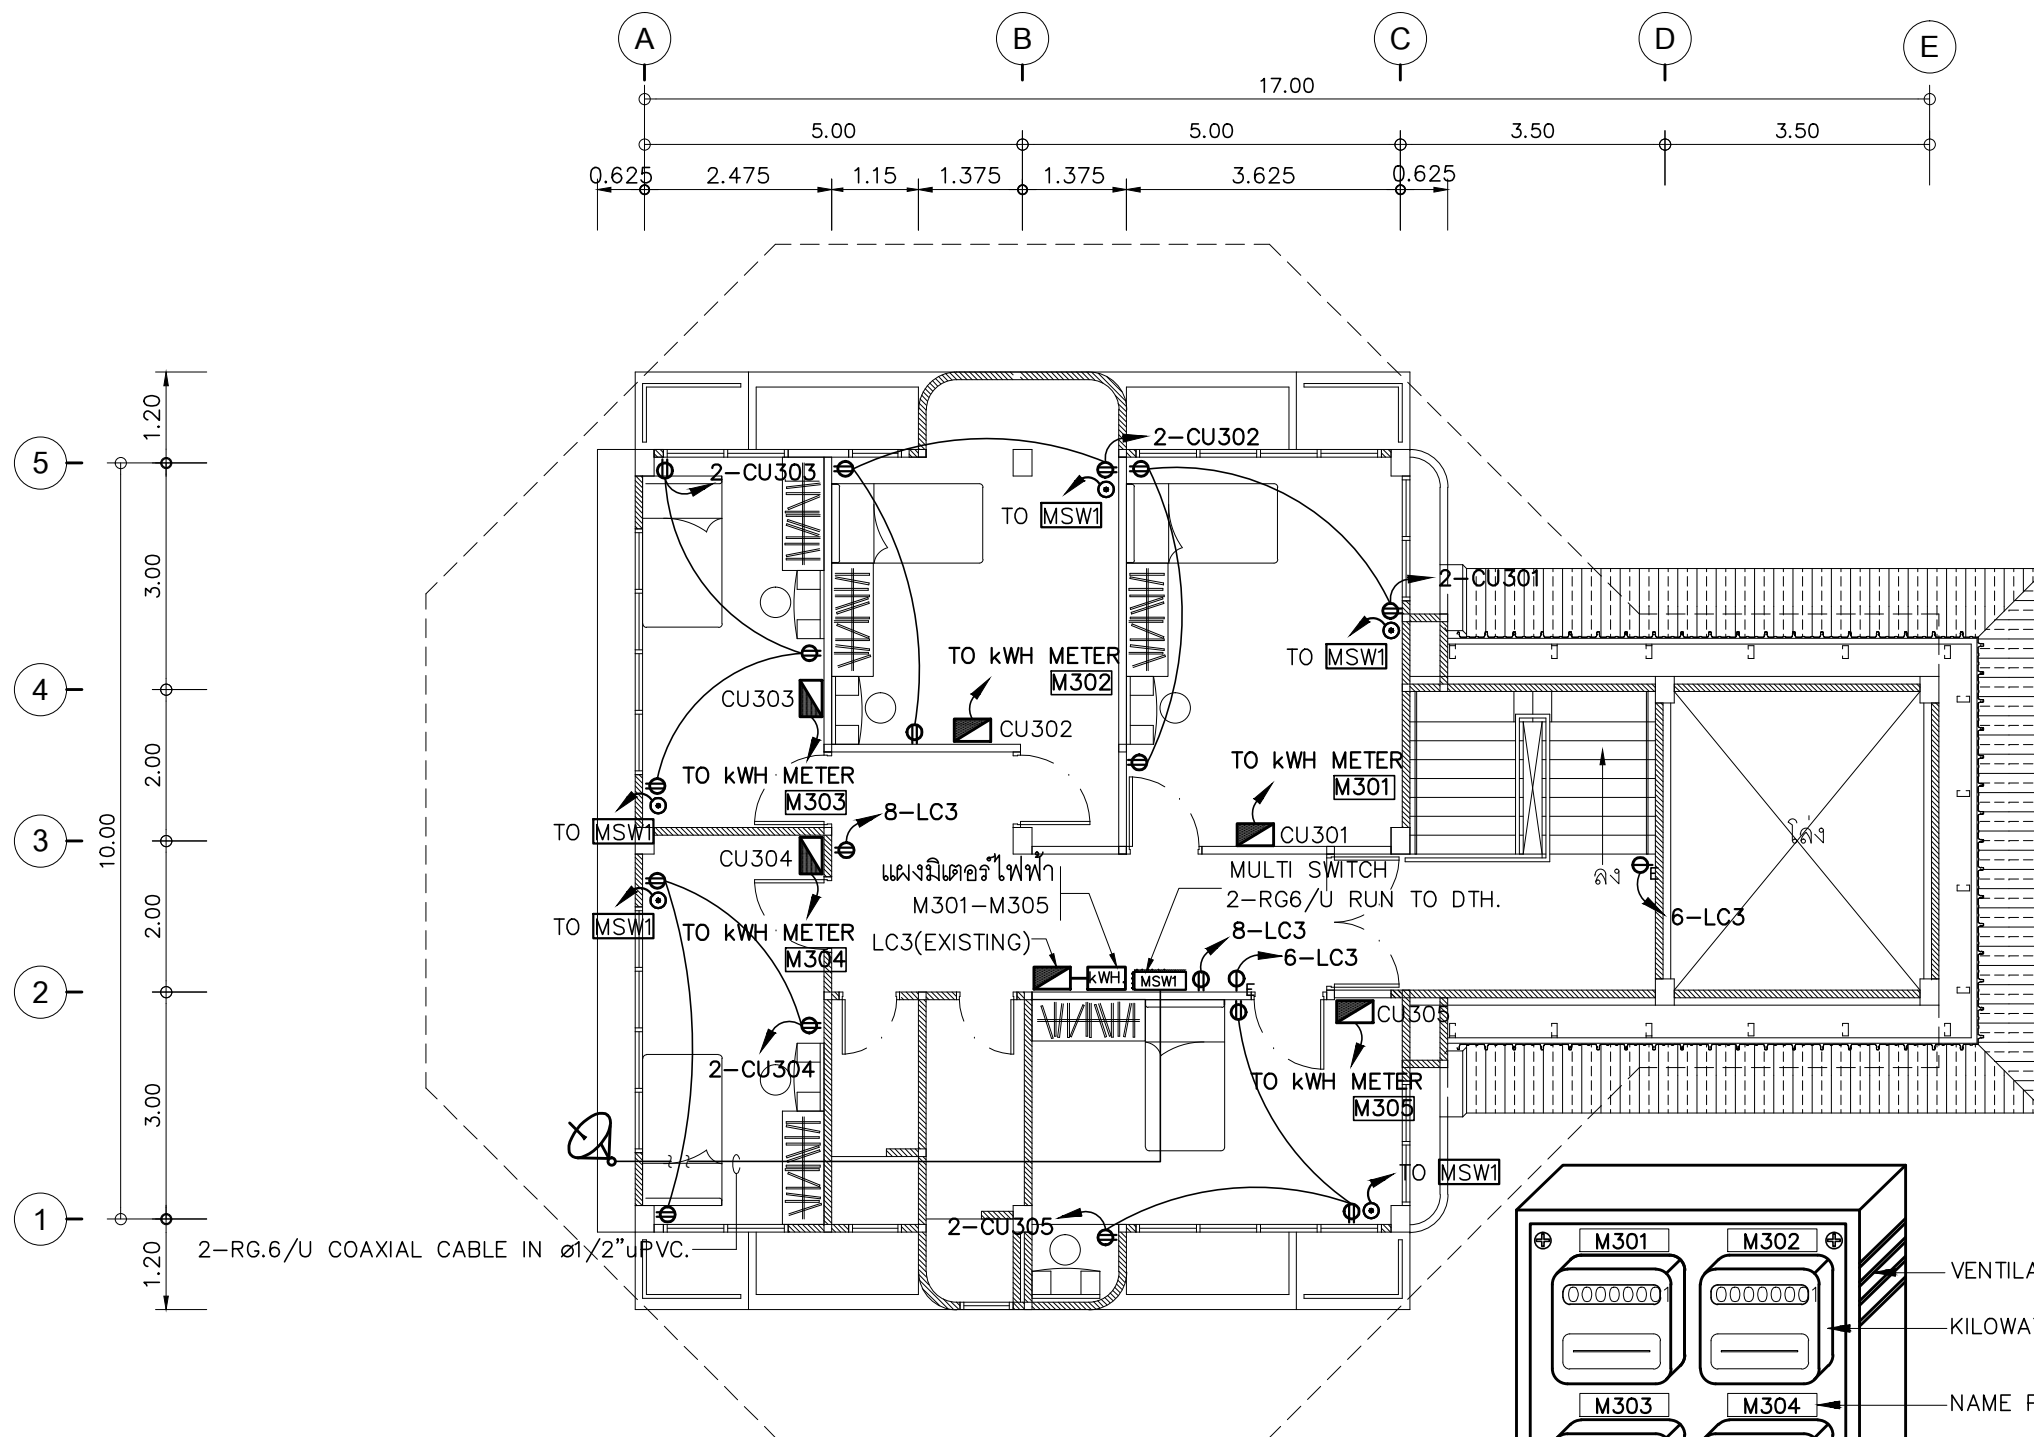 A B C D E
17.00
5.00 5.00 3.50 3.50
0.625 2.475 1.15 1.375 1.375 3.625 0.625
5
4
3
2
1
1.20
3.00
2.00
2.00
3.00
1.20
10.00
2-CU302
2-CU303
TO MSW1
2-CU301
TO MSW1
TO kWH METER
M302
CU303
CU302
TO kWH METER
M303
TO kWH METER
M301
TO MSW1
8-LC3
CU301
CU304
แผงมิเตอร์ไฟฟ้า
M301-M305
MULTI SWITCH
2-RG6/U RUN TO DTH.
ลง
โล่ง
E
6-LC3
TO MSW1
TO kWH METER
M304
LC3(EXISTING)
8-LC3
6-LC3
kWH.
MSW1
E
CU305
2-CU304
TO kWH METER
M305
TO MSW1
2-CU305
2-RG.6/U COAXIAL CABLE IN ø1/2"uPVC.
M301 M302
00000001 00000001
VENTILA
KILOWA
M303 M304
NAME P